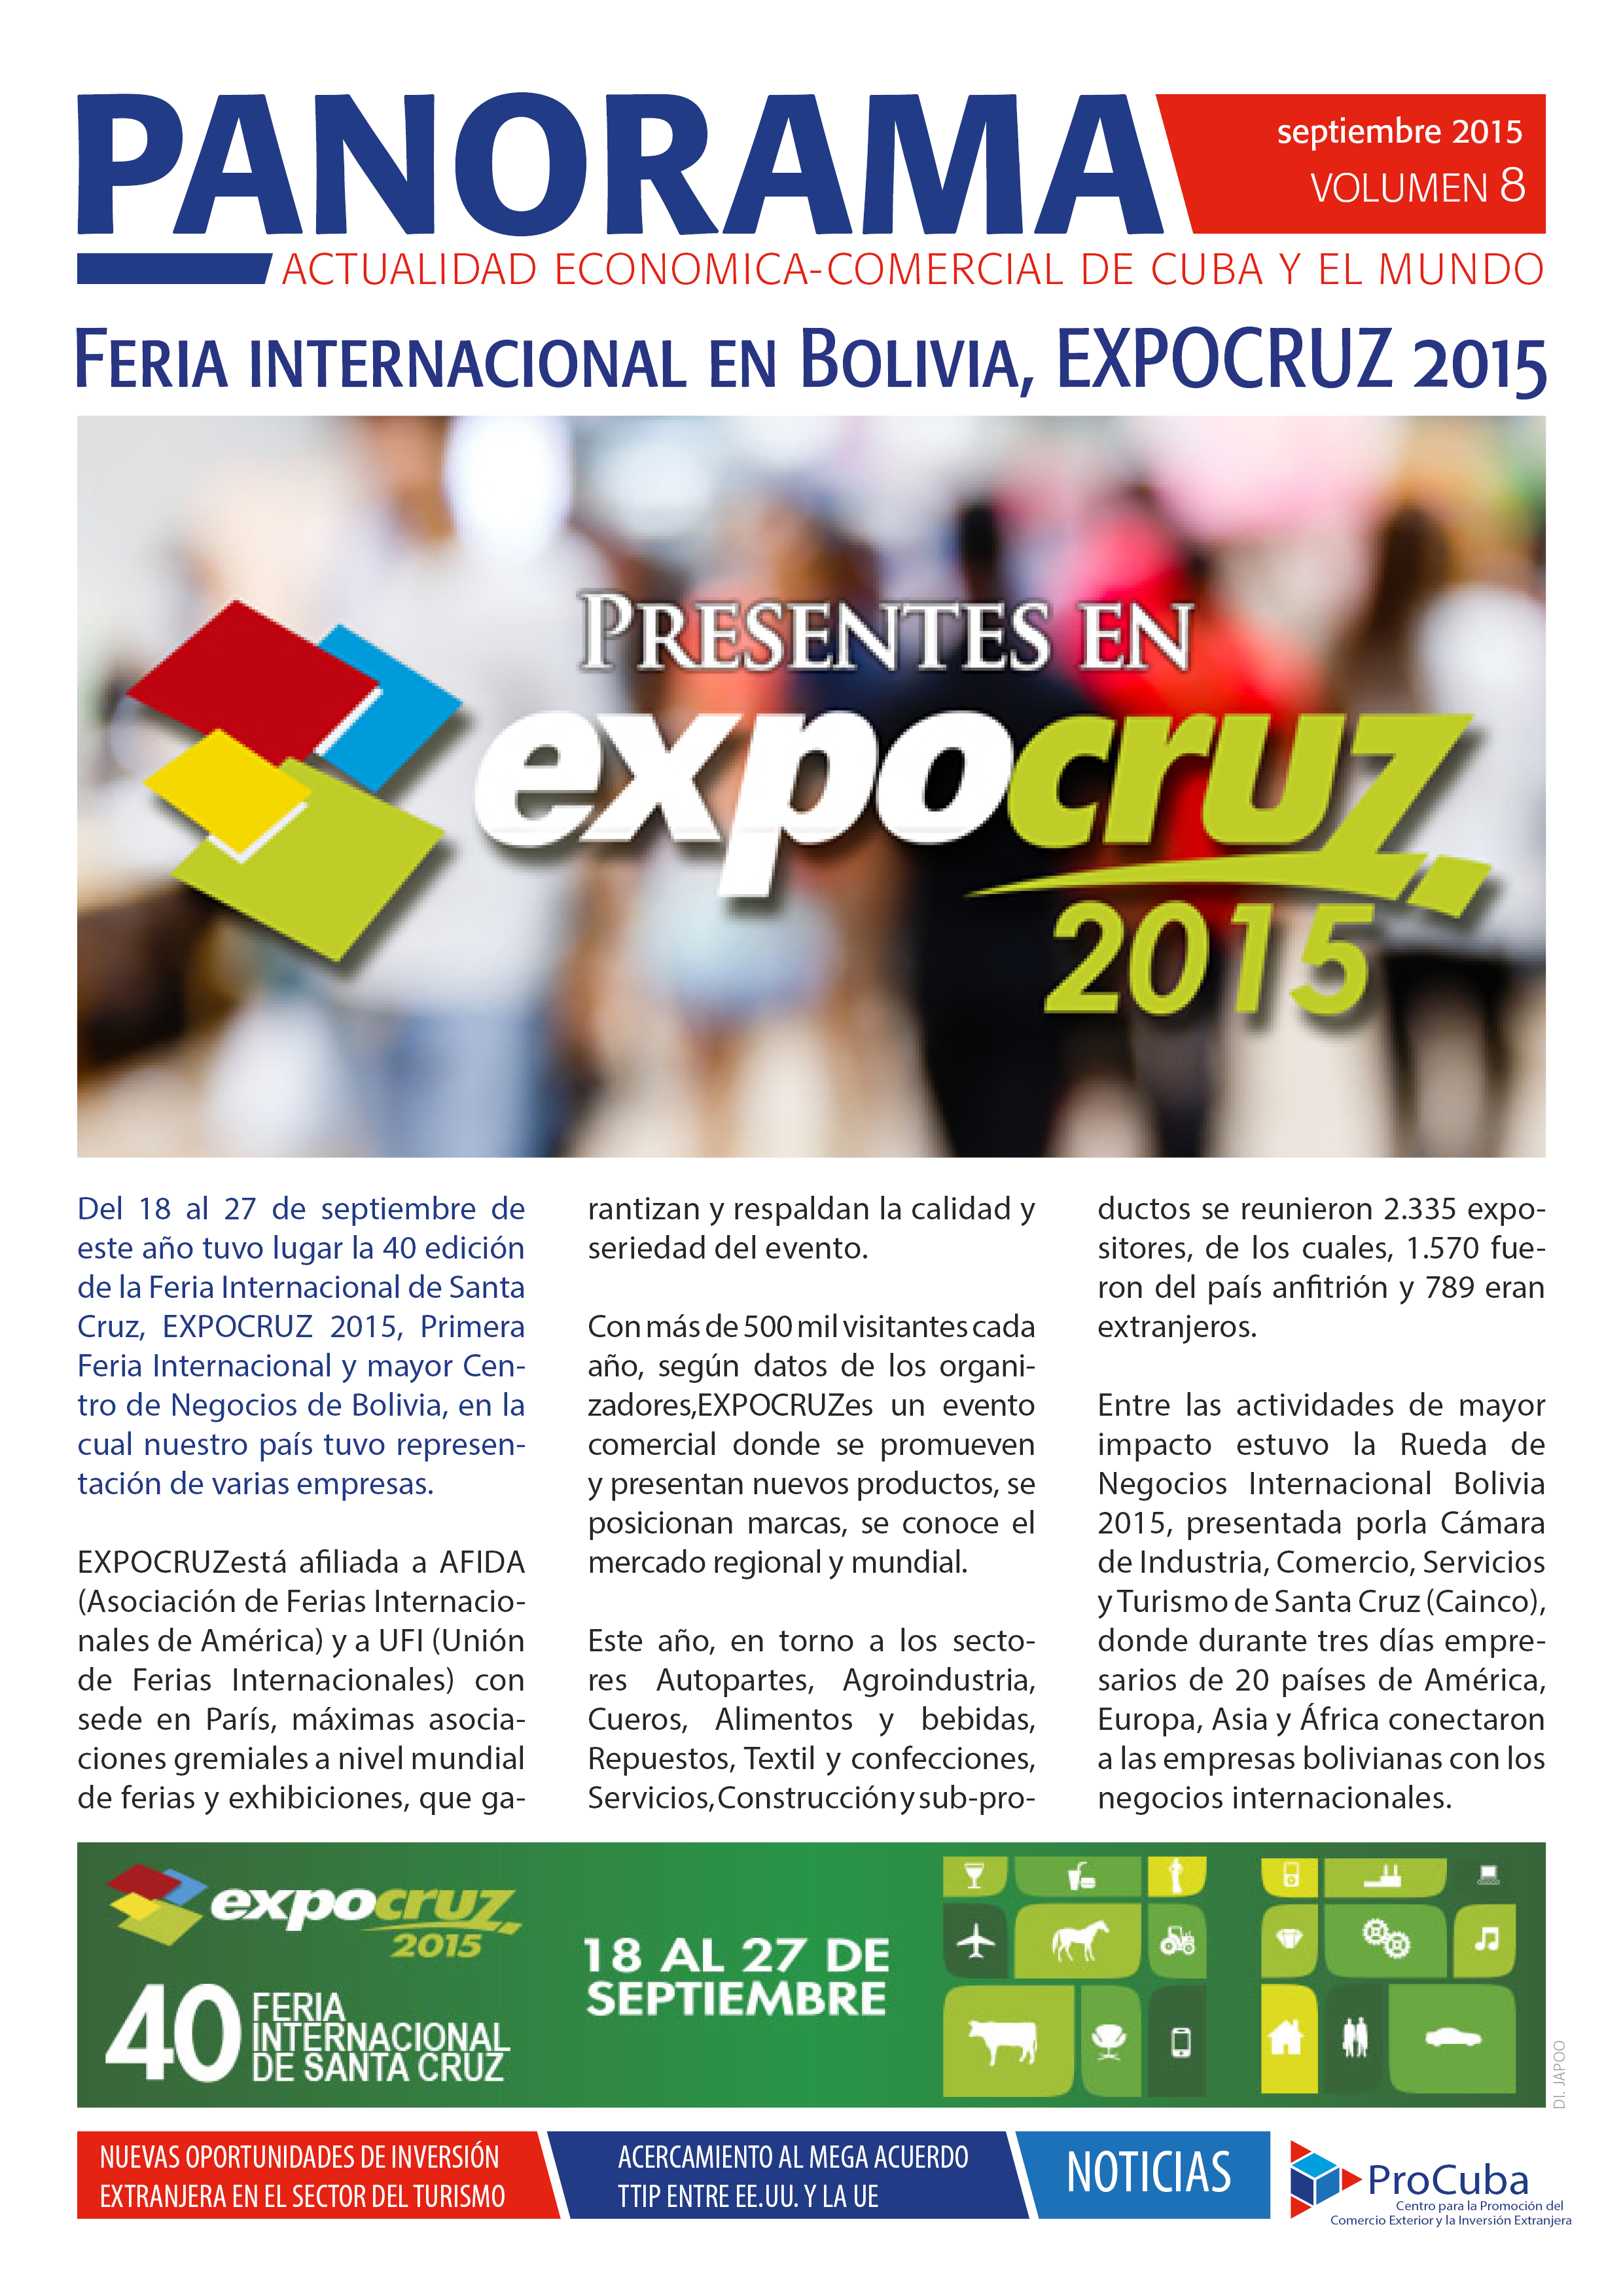 PANORAMA
septiembre 2015
VOLUMEN 8
ACTUALIDAD ECONOMICA-COMERCIAL DE CUBA Y EL MUNDO
FERIA INTERNACIONAL EN BOLIVIA, EXPOCRUZ 2015
PRESENTES EN
expocruz
2015
Del 18 al 27 de septiembre de
este año tuvo lugar la 40 edición
de la Feria Internacional de Santa
Cruz, EXPOCRUZ 2015, Primera
Feria Internacional y mayor Cen-
tro de Negocios de Bolivia, en la
cual nuestro país tuvo represen-
tación de varias empresas.
EXPOCRUZestá afiliada a AFIDA
(Asociación de Ferias Internacio-
nales de América) y a UFI (Unión
de Ferias Internacionales) con
sede en París, máximas asocia-
ciones gremiales a nivel mundial
de ferias y exhibiciones, que ga-
rantizan y respaldan la calidad y
seriedad del evento.
Con más de 500 mil visitantes cada
año, según datos de los organi-
zadores,EXPOCRUZes un evento
comercial donde se promueven
y presentan nuevos productos, se
posicionan marcas, se conoce el
mercado regional y mundial.
Este año, en torno a los secto-
res Autopartes, Agroindustria,
Cueros, Alimentos y bebidas,
Repuestos, Textil y confecciones,
Servicios, Construcción y sub-pro-
ductos se reunieron 2.335 expo-
sitores, de los cuales, 1.570 fue-
ron del país anfitrión y 789 eran
extranjeros.
Entre las actividades de mayor
impacto estuvo la Rueda de
Negocios Internacional Bolivia
2015, presentada porla Cámara
de Industria, Comercio, Servicios
y Turismo de Santa Cruz (Cainco),
donde durante tres días empre-
sarios de 20 países de América,
Europa, Asia y África conectaron
a las empresas bolivianas con los
negocios internacionales.
expocruz
2015
40 FERIA
INTERNACIONAL
DE SANTA CRUZ
18 AL 27 DE
SEPTIEMBRE
DI. JAPOO
NUEVAS OPORTUNIDADES DE INVERSIÓN
EXTRANJERA EN EL SECTOR DEL TURISMO
ACERCAMIENTO AL MEGA ACUERDO
TTIP ENTRE EE.UU. Y LA UE
NOTICIAS
ProCuba
Centro para la Promoción del
Comercio Exterior y la Inversión Extranjera